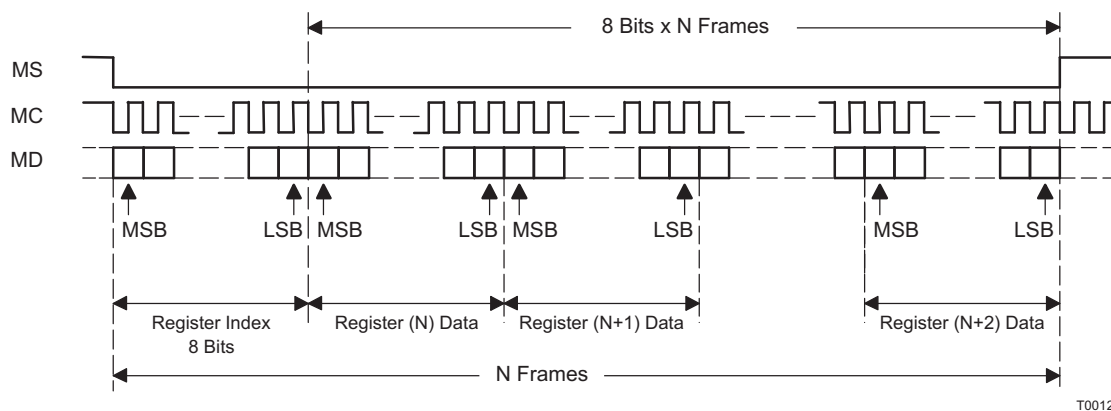 8 Bits x N Frames
MS
MC
MD
MSB LSB MSB LSB MSB LSB MSB LSB
Register Index
8 Bits
Register (N) Data
Register (N+1) Data
Register (N+2) Data
N Frames
T0012